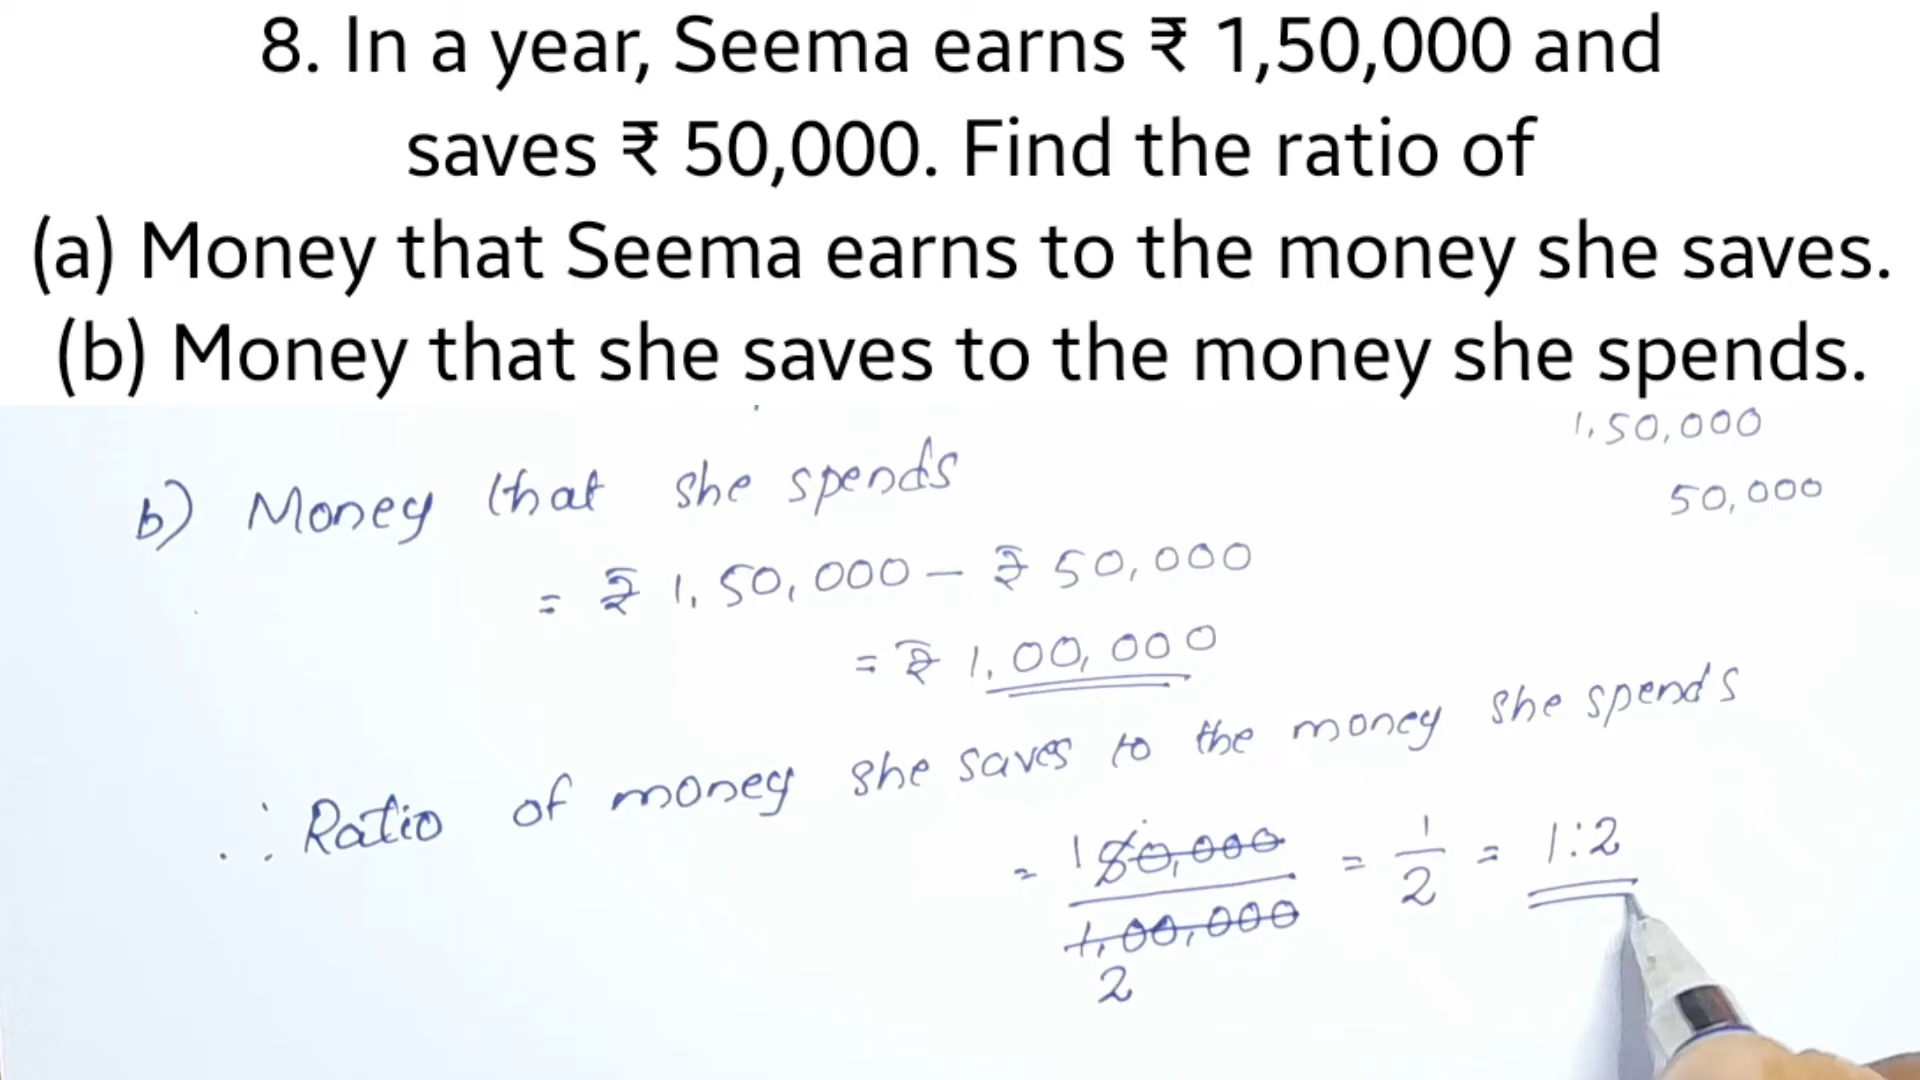 8. In a year, Seema earns ₹ 1,50,000 and
saves ₹ 50,000. Find the ratio of
(a) Money that Seema earns to the money she saves.
(b) Money that she saves to the money she spends.
1,50,000
50,000
b) Money that she spends
= ₹ 1,50,000 – ₹ 50,000
= ₹ 1,00,000
∴ Ratio of money she saves to the money she spends
= 1 50,000 / 1,00,000 2 = 1/2 = 1:2